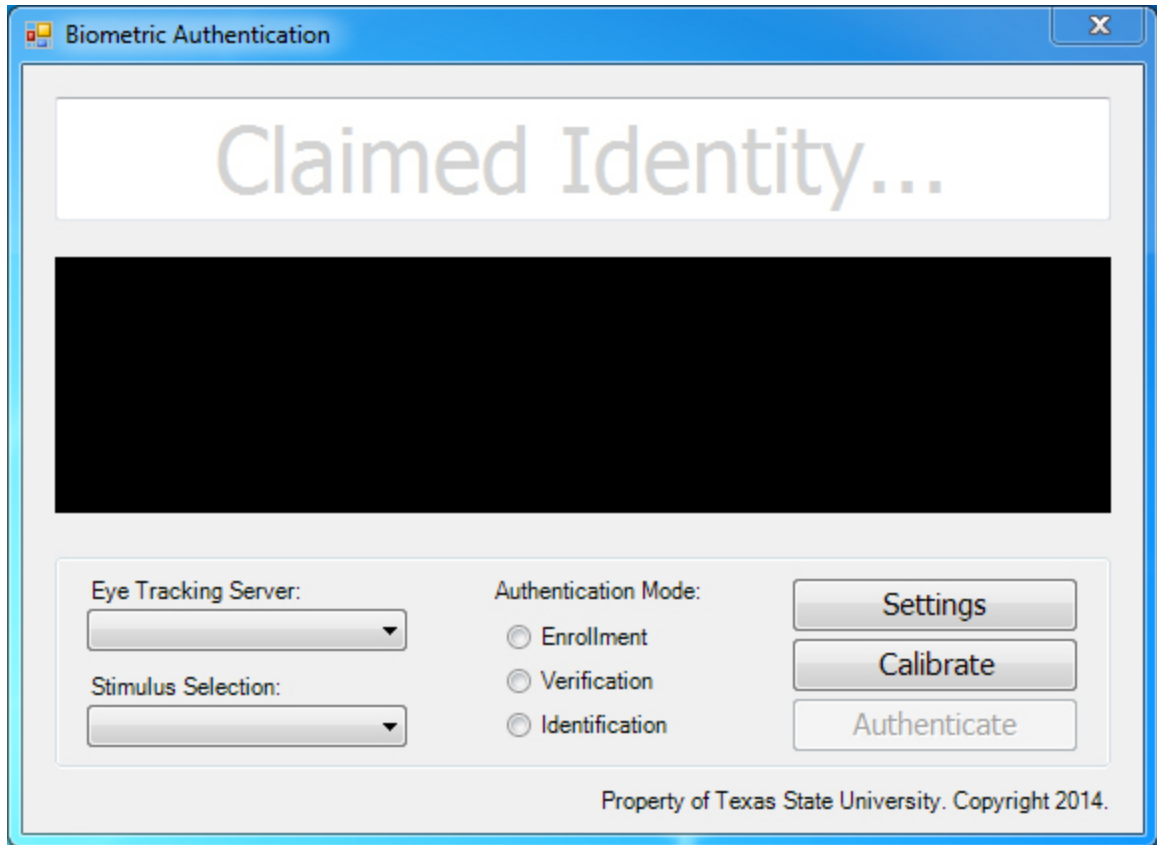 Biometric Authentication
Claimed Identity...
Eye Tracking Server:
Stimulus Selection:
Authentication Mode:
Enrollment
Verification
Identification
Settings
Calibrate
Authenticate
Property of Texas State University. Copyright 2014.